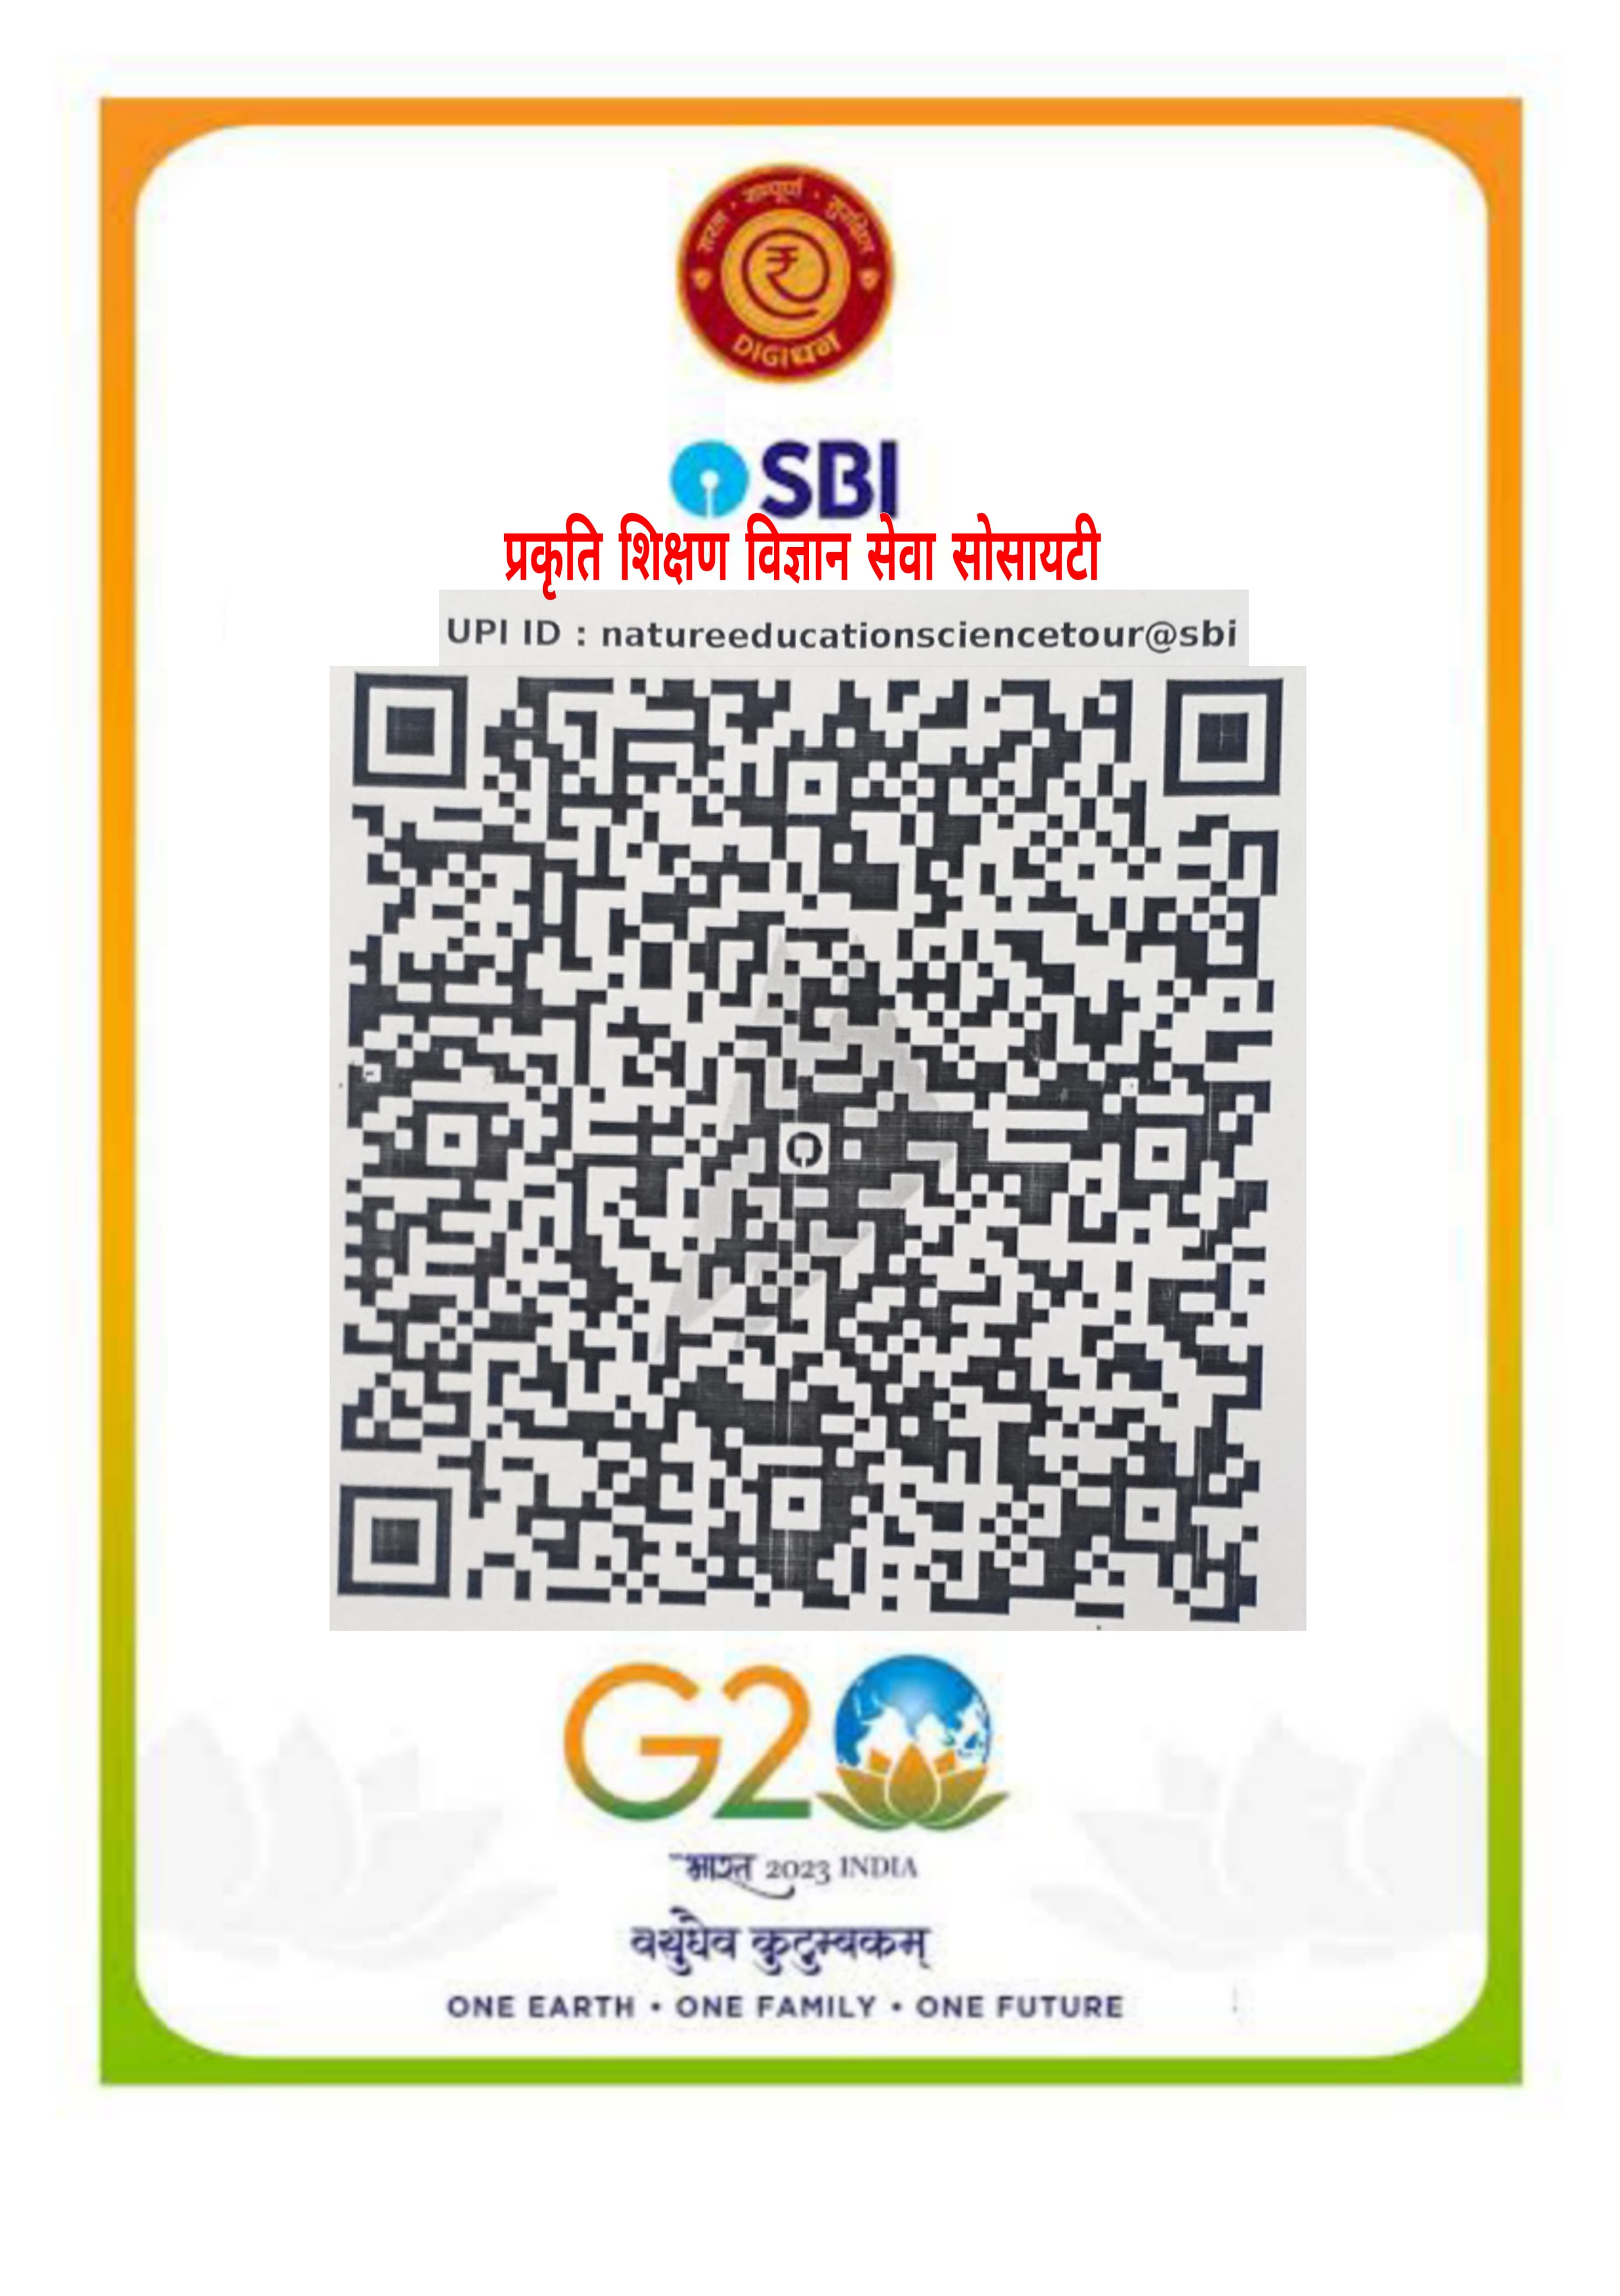 सरल • सम्पूर्ण • सुरक्षित
DIGIधन
SBI
प्रकृति शिक्षण विज्ञान सेवा सोसायटी
UPI ID : natureeducationsciencetour@sbi
G20
भारत 2023 INDIA
वसुधैव कुटुम्बकम्
ONE EARTH • ONE FAMILY • ONE FUTURE